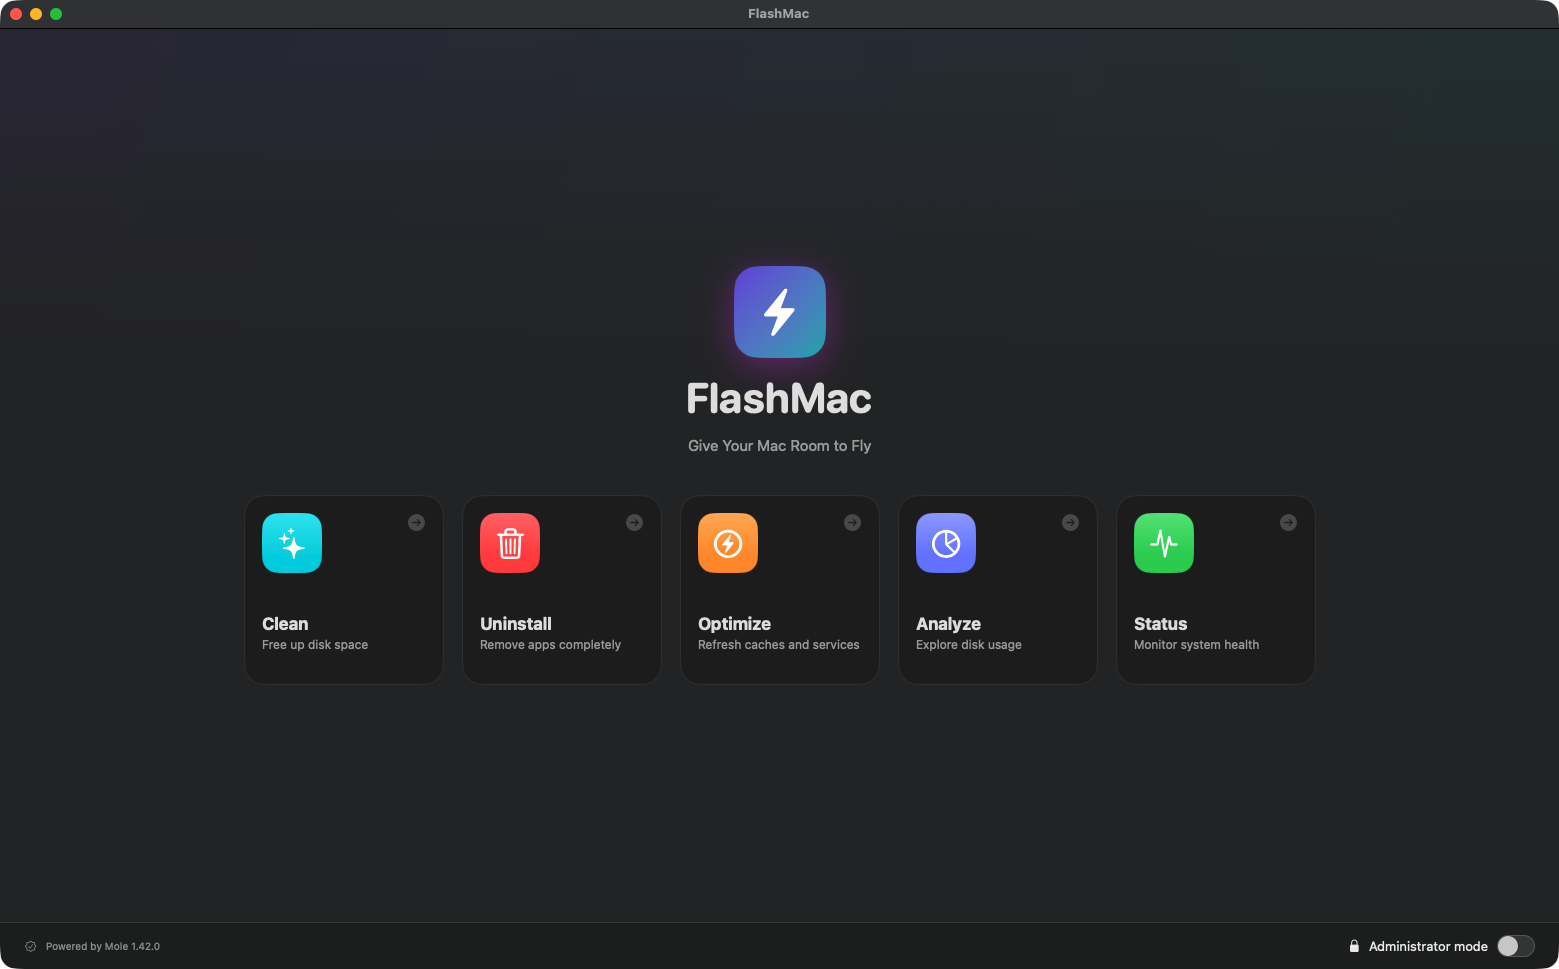 FlashMac
FlashMac
Give Your Mac Room to Fly
Clean
Free up disk space
Uninstall
Remove apps completely
Optimize
Refresh caches and services
Analyze
Explore disk usage
Status
Monitor system health
Powered by Mole 1.42.0
Administrator mode